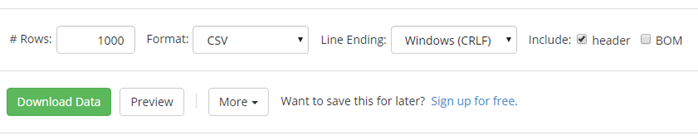 # Rows: 1000 Format: CSV Line Ending: Windows (CRLF) Include: header BOM
Download Data Preview More Want to save this for later? Sign up for free.